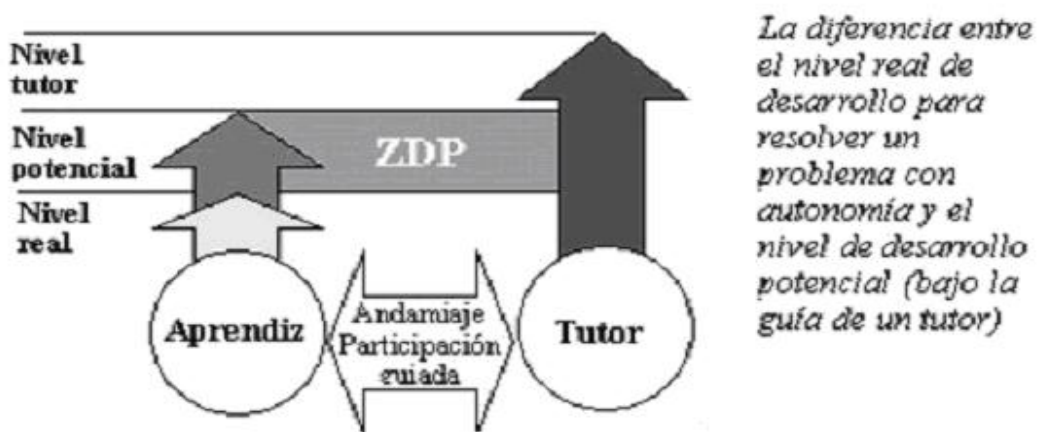 Nivel
tutor
Nivel
potencial
Nivel
real
ZDP
Aprendiz
Andamiaje
Participación
guiada
Tutor
La diferencia entre
el nivel real de
desarrollo para
resolver un
problema con
autonomía y el
nivel de desarrollo
potencial (bajo la
guía de un tutor)